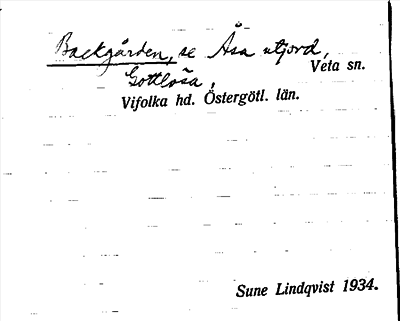 Backgården, se Åsa utjord,
Veta sn.
Gottlösa,
Vifolka hd. Östergötl. län.
Sune Lindqvist 1934.